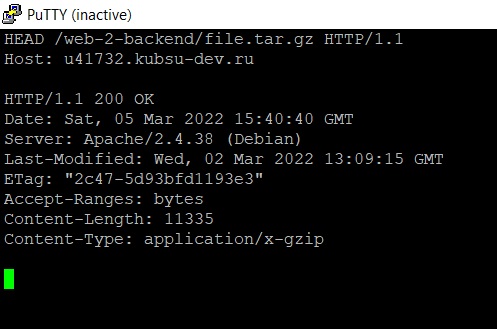 PuTTY (inactive)
HEAD /web-2-backend/file.tar.gz HTTP/1.1
Host: u41732.kubsu-dev.ru
HTTP/1.1 200 OK
Date: Sat, 05 Mar 2022 15:40:40 GMT
Server: Apache/2.4.38 (Debian)
Last-Modified: Wed, 02 Mar 2022 13:09:15 GMT
ETag: "2c47-5d93bfd1193e3"
Accept-Ranges: bytes
Content-Length: 11335
Content-Type: application/x-gzip